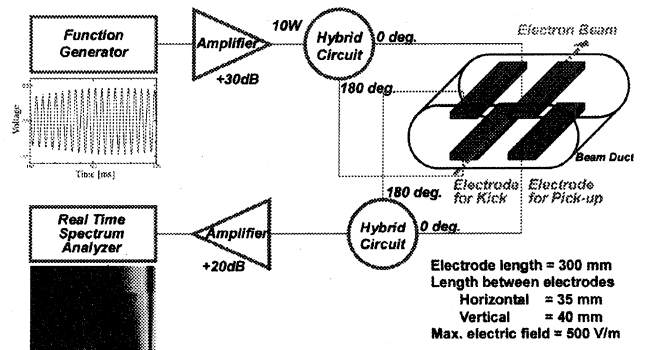 Function
Generator
Amplifier
+30dB
10W
Hybrid
Circuit
0 deg.
180 deg.
Electron Beam
Beam Duct
Electrode
for Kick
Electrode
for Pick-up
Voltage
Time [ms]
Real Time
Spectrum
Analyzer
Amplifier
+20dB
180 deg.
Hybrid
Circuit
0 deg.
Electrode length = 300 mm
Length between electrodes
Horizontal = 35 mm
Vertical = 40 mm
Max. electric field = 500 V/m